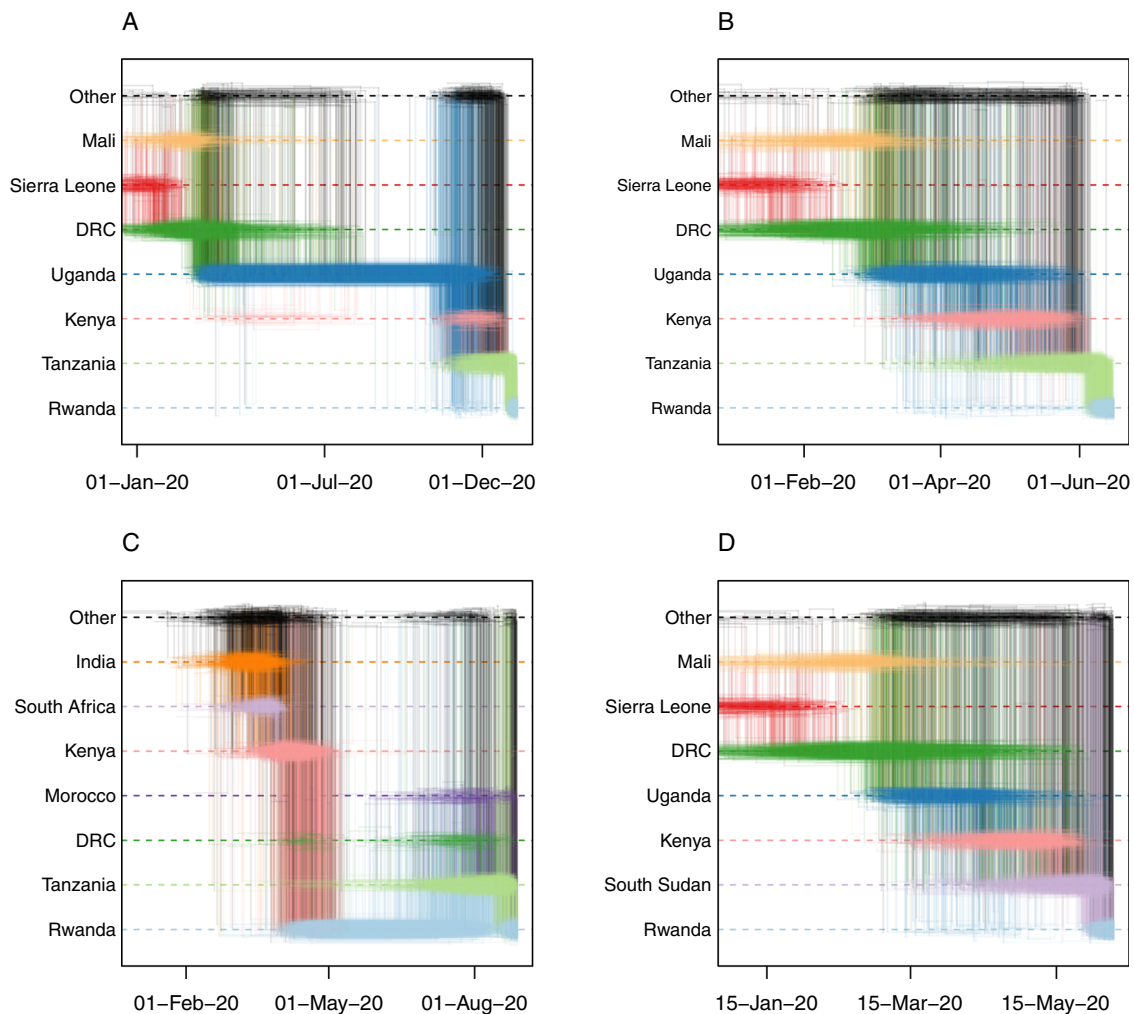 A
Other
Mali
Sierra Leone
DRC
Uganda
Kenya
Tanzania
Rwanda
01−Jan−20
01−Jul−20
01−Dec−20
B
Other
Mali
Sierra Leone
DRC
Uganda
Kenya
Tanzania
Rwanda
01−Feb−20
01−Apr−20
01−Jun−20
C
Other
India
South Africa
Kenya
Morocco
DRC
Tanzania
Rwanda
01−Feb−20
01−May−20
01−Aug−20
D
Other
Mali
Sierra Leone
DRC
Uganda
Kenya
South Sudan
Rwanda
15−Jan−20
15−Mar−20
15−May−20